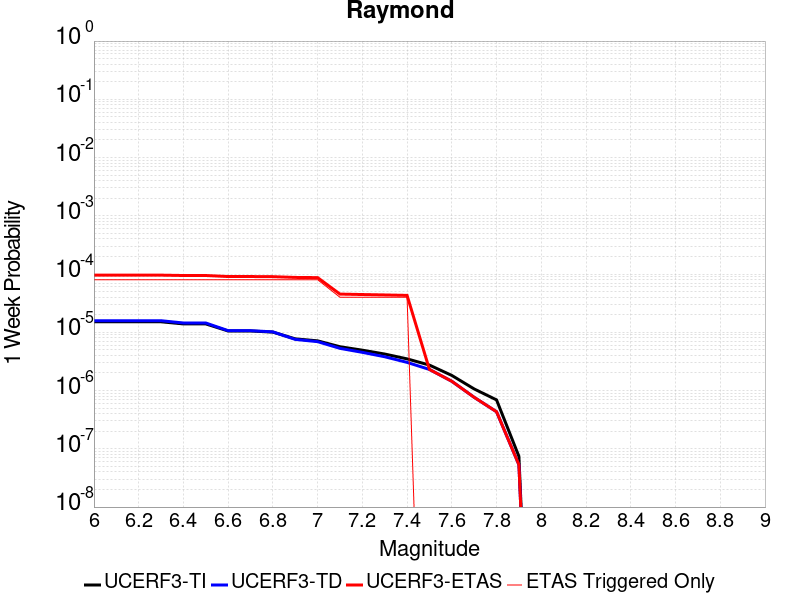 Raymond
1 Week Probability
10 0
10 -1
10 -2
10 -3
10 -4
10 -5
10 -6
10 -7
10 -8
6 6.2 6.4 6.6 6.8 7 7.2 7.4 7.6 7.8 8 8.2 8.4 8.6 8.8 9
Magnitude
UCERF3-TI UCERF3-TD UCERF3-ETAS ETAS Triggered Only